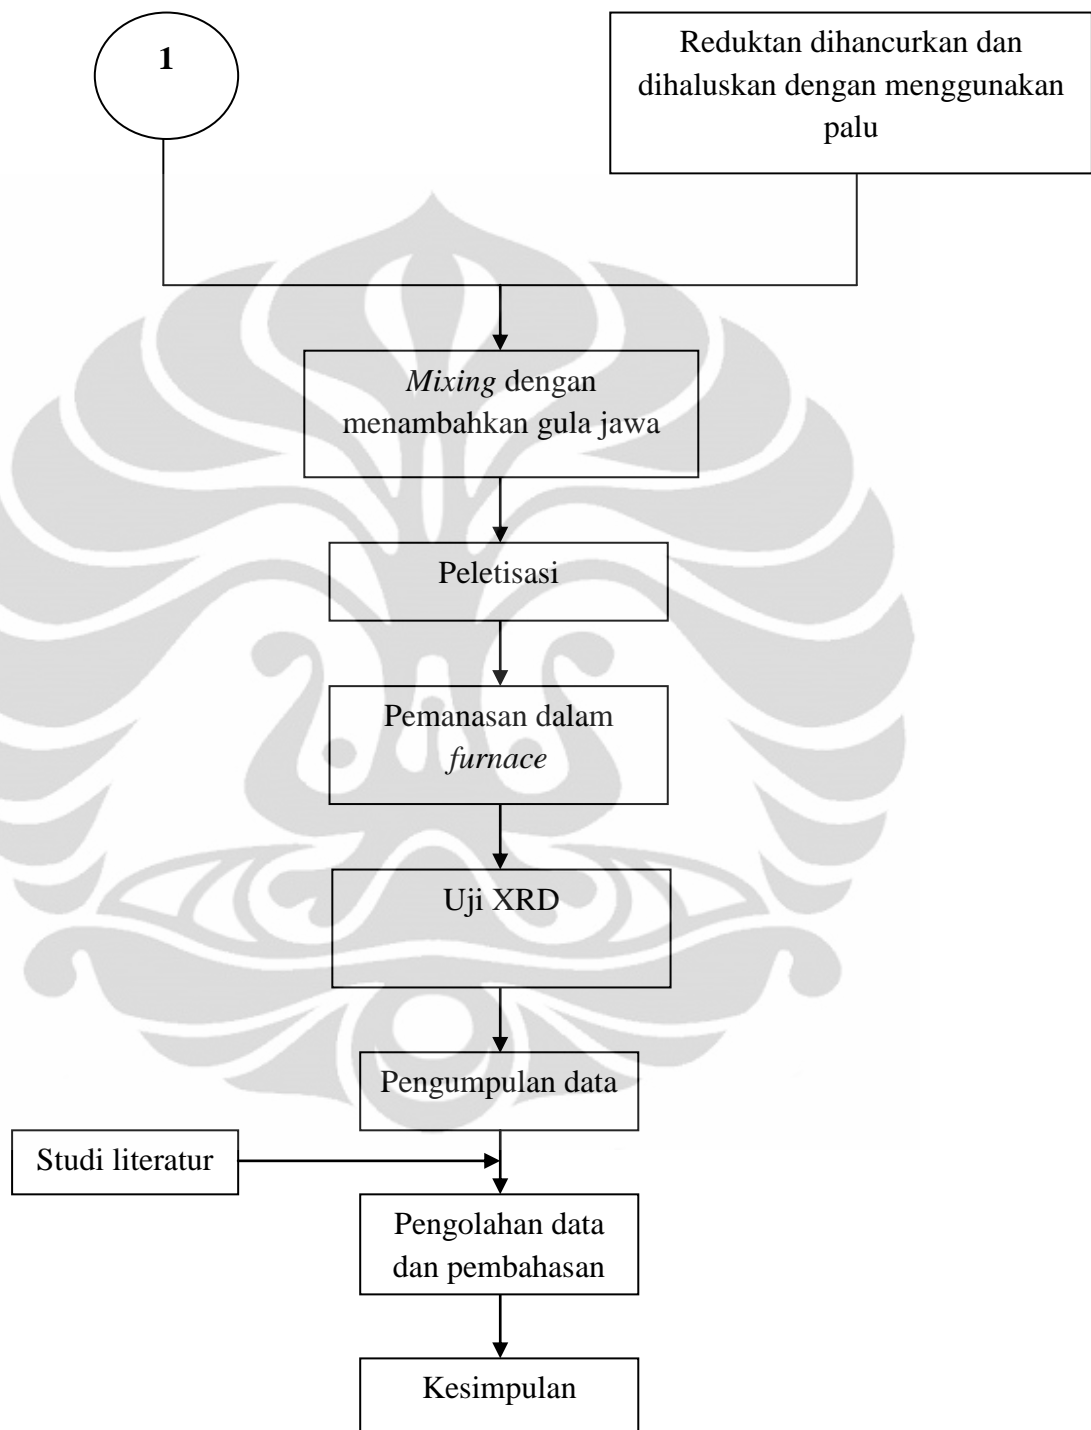 1
Reduktan dihancurkan dan
dihaluskan dengan menggunakan
palu
Mixing dengan
menambahkan gula jawa
Peletisasi
Pemanasan dalam
furnace
Uji XRD
Pengumpulan data
Studi literatur
Pengolahan data
dan pembahasan
Kesimpulan